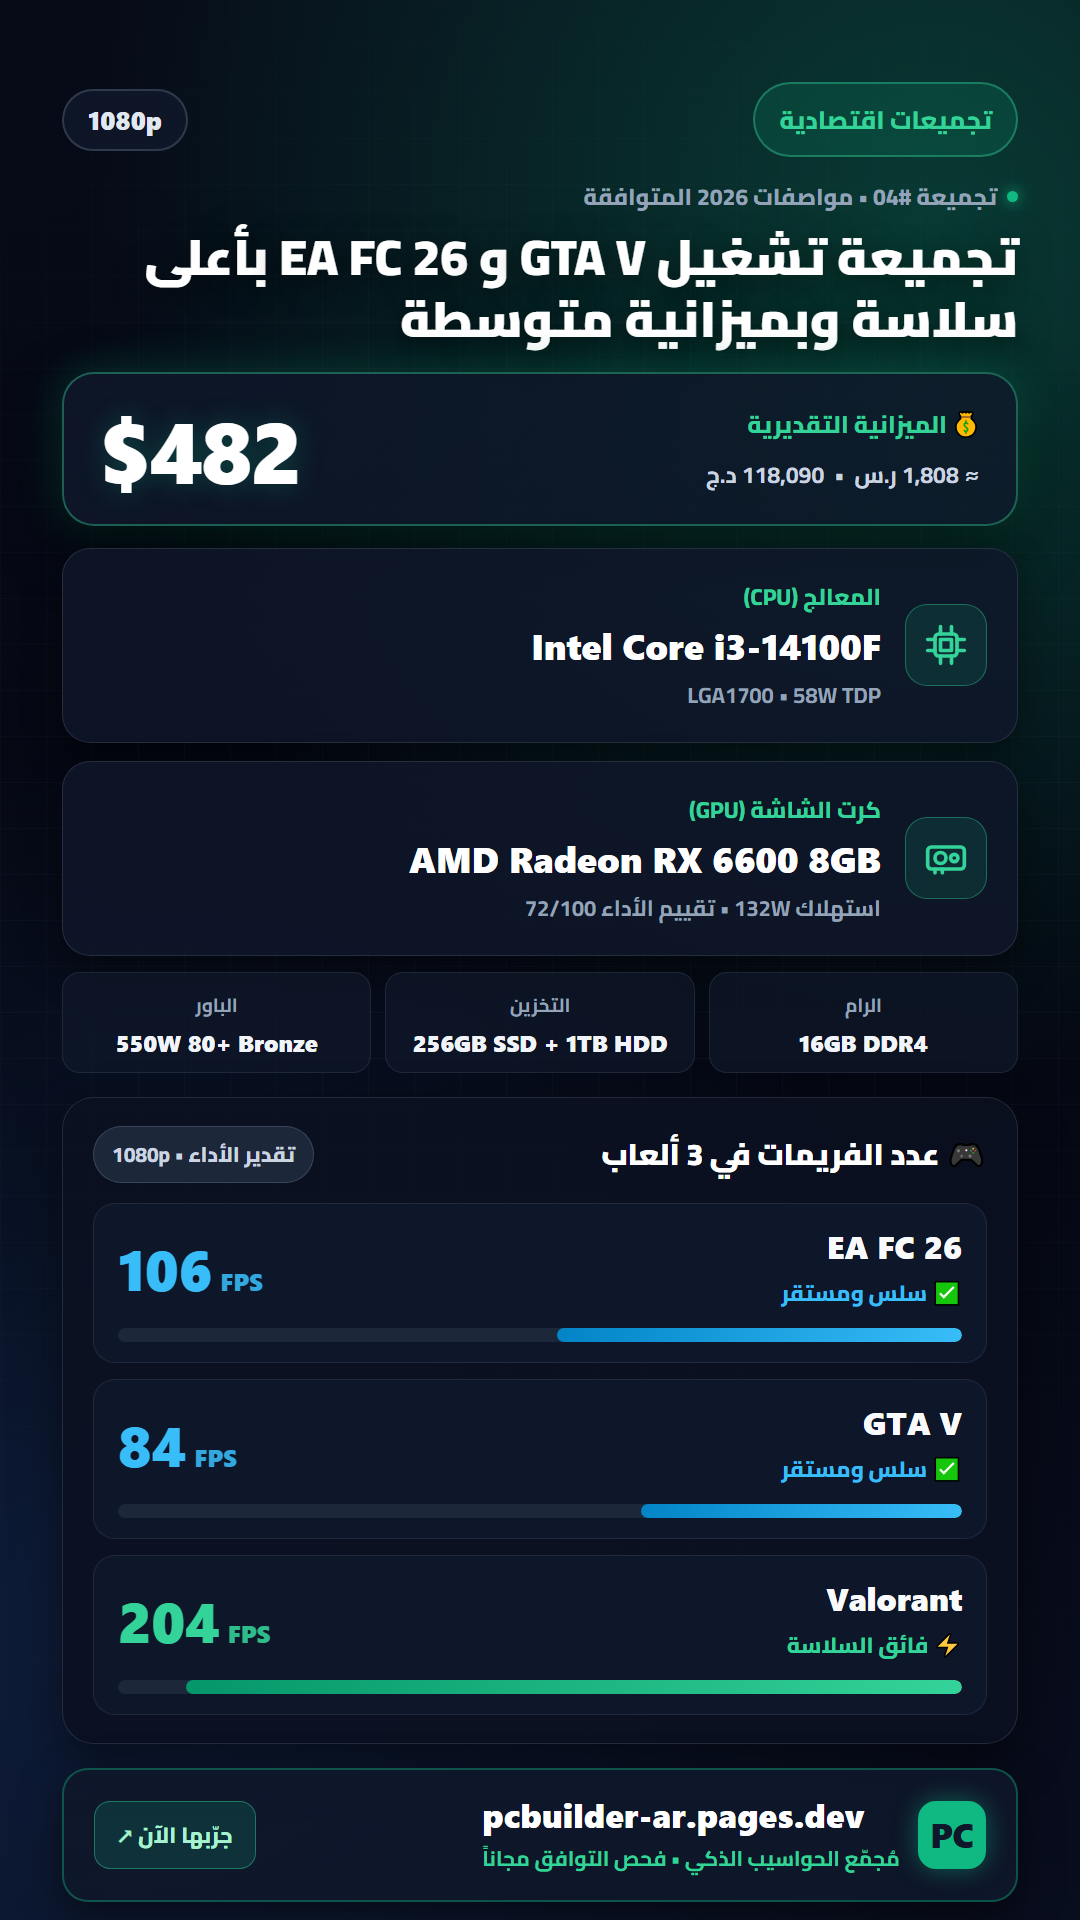 تجميعات اقتصادية
1080p
تجميعة #04 • مواصفات 2026 المتوافقة
تجميعة تشغيل GTA V و EA FC 26 بأعلى
سلاسة وبميزانية متوسطة
💰 الميزانية التقديرية
≈ 1,808 ر.س • 118,090 د.ج
$482
المعالج (CPU)
Intel Core i3-14100F
LGA1700 • 58W TDP
كرت الشاشة (GPU)
AMD Radeon RX 6600 8GB
استهلاك 132W • تقييم الأداء 72/100
الرام
16GB DDR4
التخزين
256GB SSD + 1TB HDD
الباور
550W 80+ Bronze
🎮 عدد الفريمات في 3 ألعاب
تقدير الأداء • 1080p
EA FC 26
✅ سلس ومستقر
106 FPS
GTA V
✅ سلس ومستقر
84 FPS
Valorant
⚡ فائق السلاسة
204 FPS
PC
pcbuilder-ar.pages.dev
مُجمّع الحواسيب الذكي • فحص التوافق مجاناً
جرّبها الآن ↗